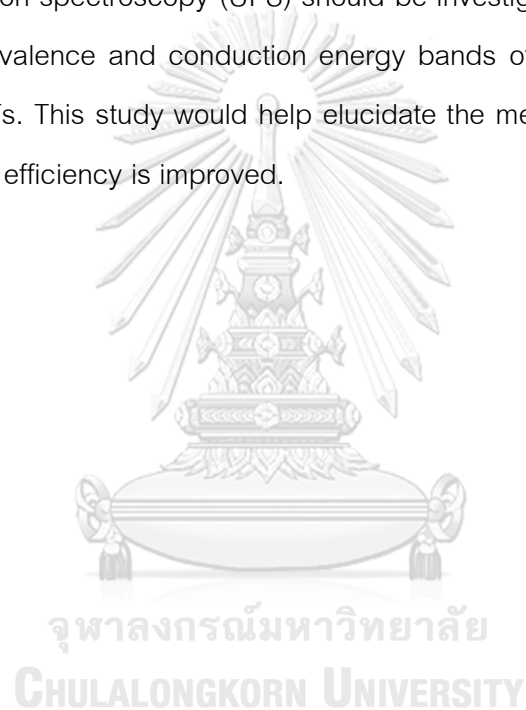 on spectroscopy (UPS) should be investig
valence and conduction energy bands of
s. This study would help elucidate the me
efficiency is improved.
จุฬาลงกรณ์มหาวิทยาลัย
CHULALONGKORN UNIVERSITY